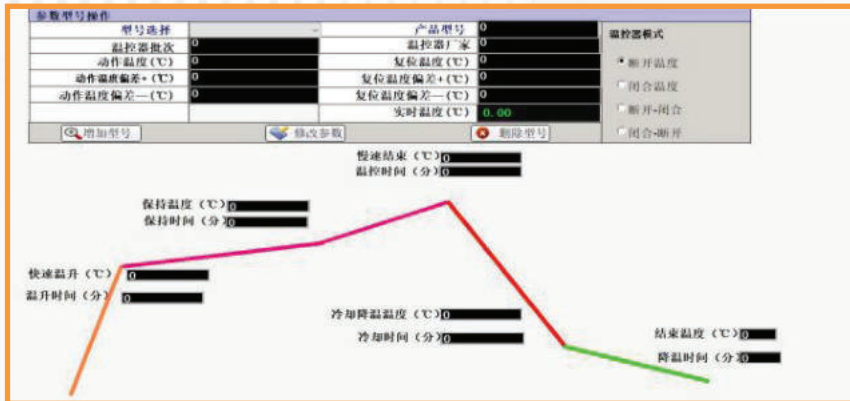 参数型号操作
型号选择 产品型号 0
温控器批次 0 温控器厂家 0
动作温度(℃) 0 复位温度(℃) 0
动作温度偏差+(℃) 0 复位温度偏差+(℃) 0
动作温度偏差—(℃) 0 复位温度偏差—(℃) 0
实时温度(℃) 0.00
增加型号 修改参数 删除型号
温控器模式
断开温度
闭合温度
断开-闭合
闭合-断开
慢速结束(℃) 0
温控时间(分) 0
保持温度(℃) 0
保持时间(分) 0
快速温升(℃) 0
温升时间(分) 0
冷却降温温度(℃) 0
冷却时间(分) 0
结束温度(℃) 0
降温时间(分) 0